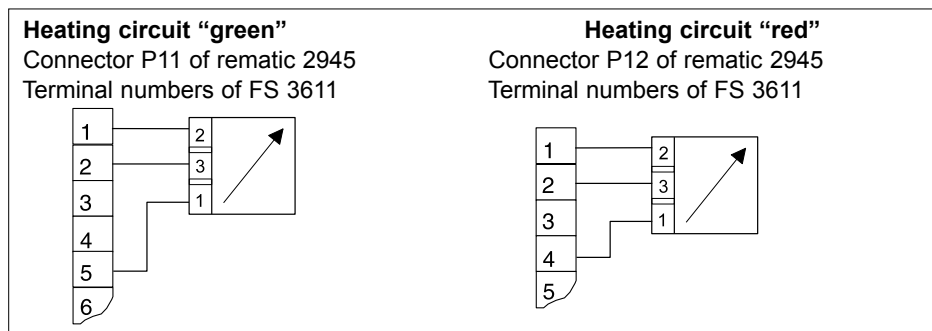 Heating circuit “green”
Connector P11 of rematic 2945
Terminal numbers of FS 3611
1
2
3
4
5
6
2
3
1
Heating circuit “red”
Connector P12 of rematic 2945
Terminal numbers of FS 3611
1
2
3
4
5
2
3
1